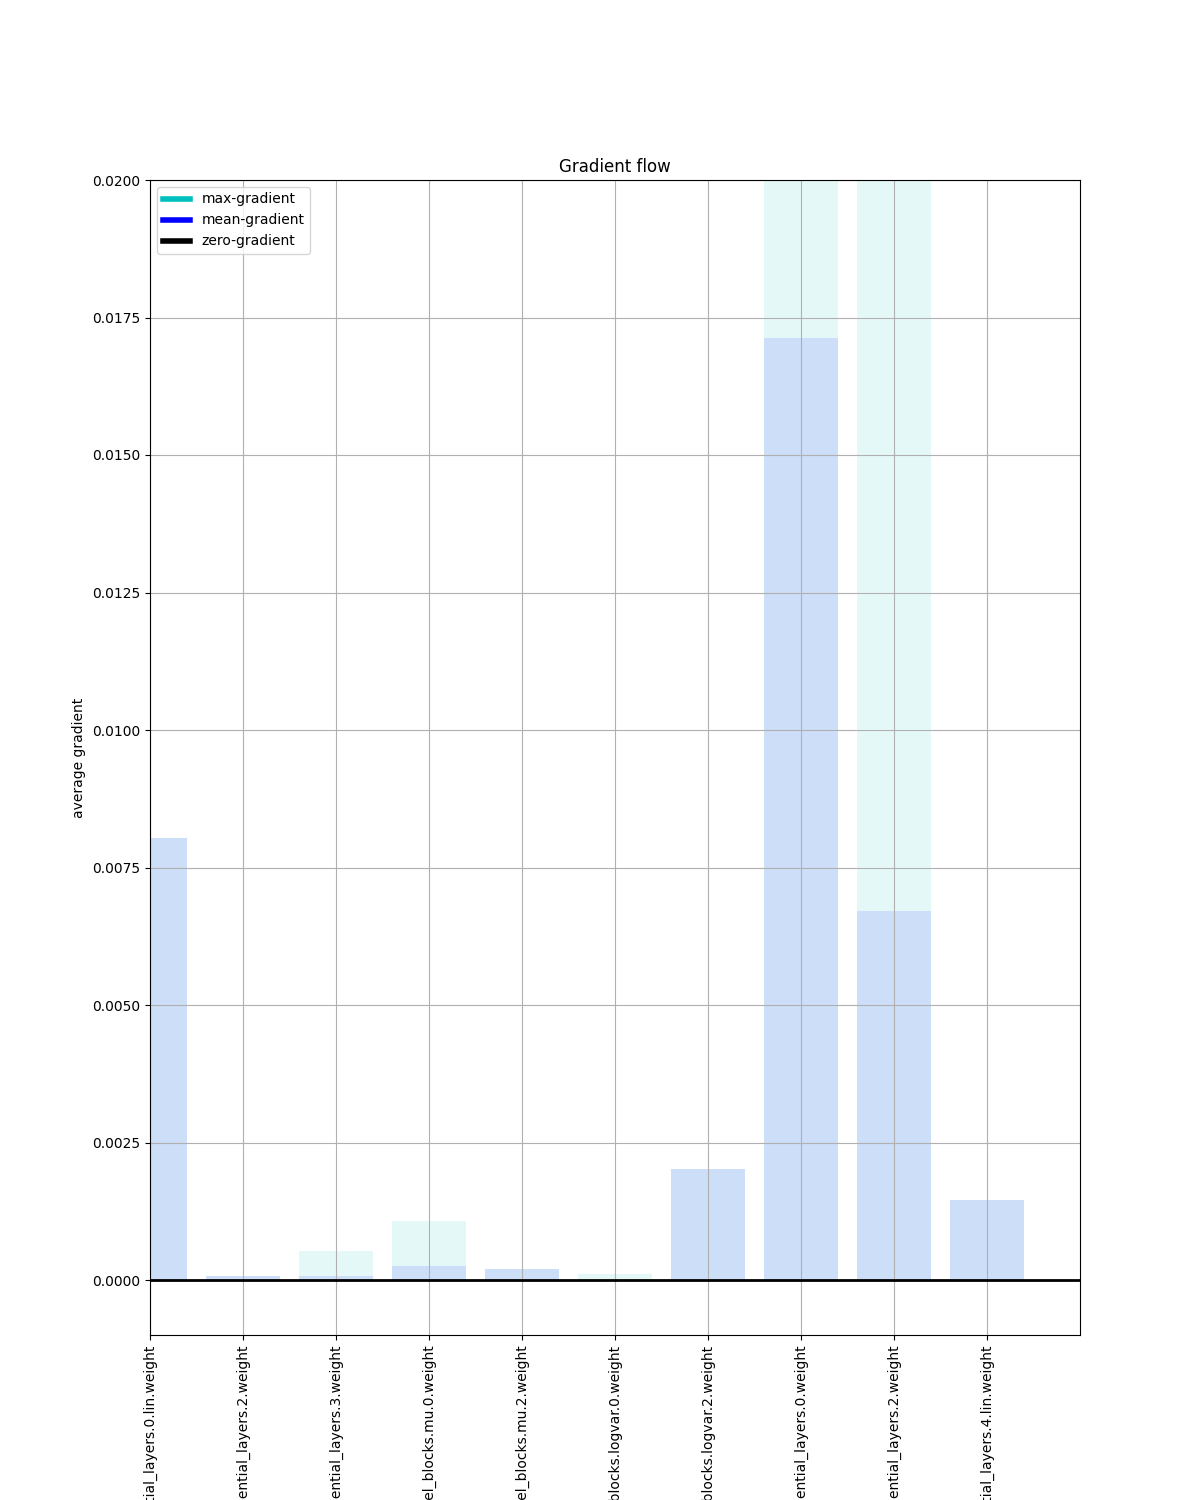 Gradient flow
max-gradient
mean-gradient
zero-gradient
0.0200
0.0175
0.0150
0.0125
0.0100
0.0075
0.0050
0.0025
0.0000
average gradient
tial_layers.0.lin.weight
ential_layers.2.weight
ential_layers.3.weight
el_blocks.mu.0.weight
el_blocks.mu.2.weight
blocks.logvar.0.weight
blocks.logvar.2.weight
ential_layers.0.weight
ential_layers.2.weight
tial_layers.4.lin.weight